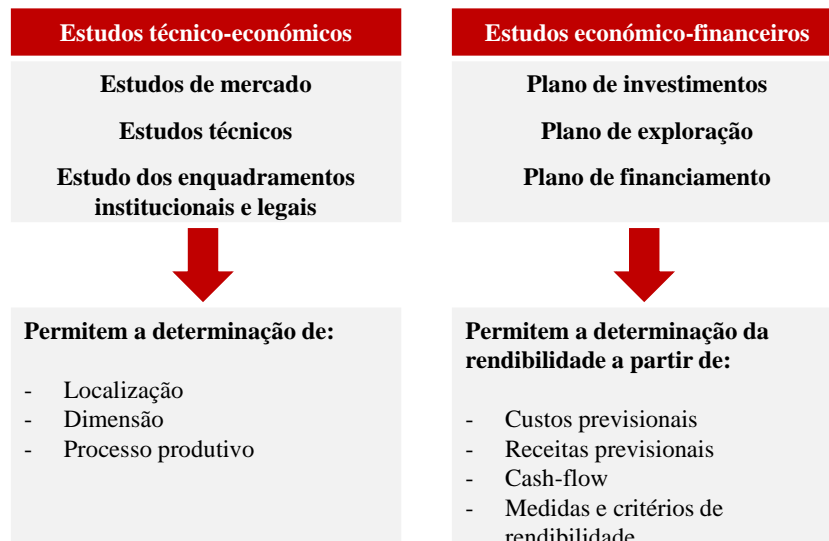 Estudos técnico-económicos
Estudos de mercado
Estudos técnicos
Estudo dos enquadramentos
institucionais e legais
Permitem a determinação de:
- Localização
- Dimensão
- Processo produtivo
Estudos económico-financeiros
Plano de investimentos
Plano de exploração
Plano de financiamento
Permitem a determinação da
rendibilidade a partir de:
- Custos previsionais
- Receitas previsionais
- Cash-flow
- Medidas e critérios de
rendibilidade